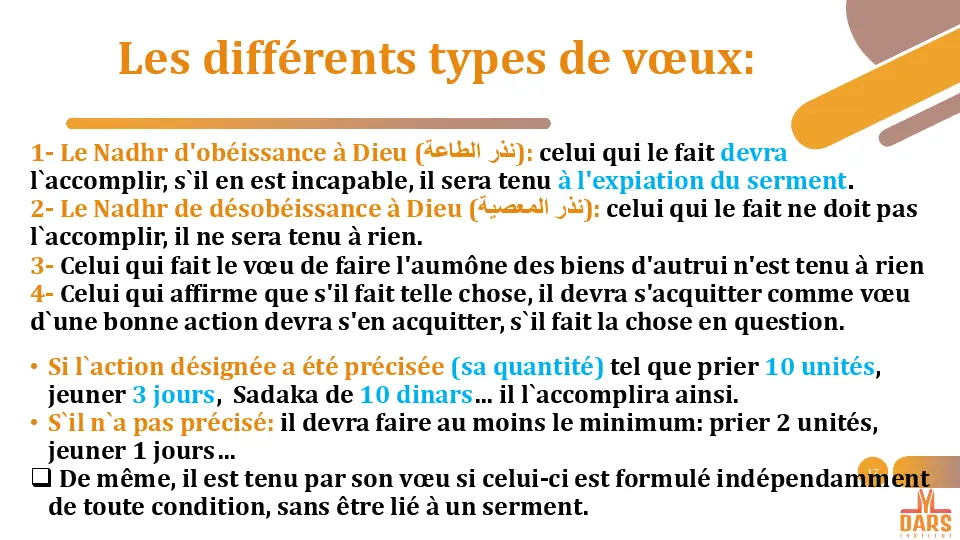 Les différents types de vœux:
1- Le Nadhr d'obéissance à Dieu (نذر الطاعة): celui qui le fait devra
l`accomplir, s`il en est incapable, il sera tenu à l'expiation du serment.
2- Le Nadhr de désobéissance à Dieu (نذر المعصية): celui qui le fait ne doit pas
l`accomplir, il ne sera tenu à rien.
3- Celui qui fait le vœu de faire l'aumône des biens d'autrui n'est tenu à rien
4- Celui qui affirme que s'il fait telle chose, il devra s'acquitter comme vœu
d`une bonne action devra s'en acquitter, s`il fait la chose en question.
• Si l`action désignée a été précisée (sa quantité) tel que prier 10 unités,
jeuner 3 jours, Sadaka de 10 dinars… il l`accomplira ainsi.
• S`il n`a pas précisé: il devra faire au moins le minimum: prier 2 unités,
jeuner 1 jours…
❑ De même, il est tenu par son vœu si celui-ci est formulé indépendamment
de toute condition, sans être lié à un serment.
17
DARS
INSTITUT